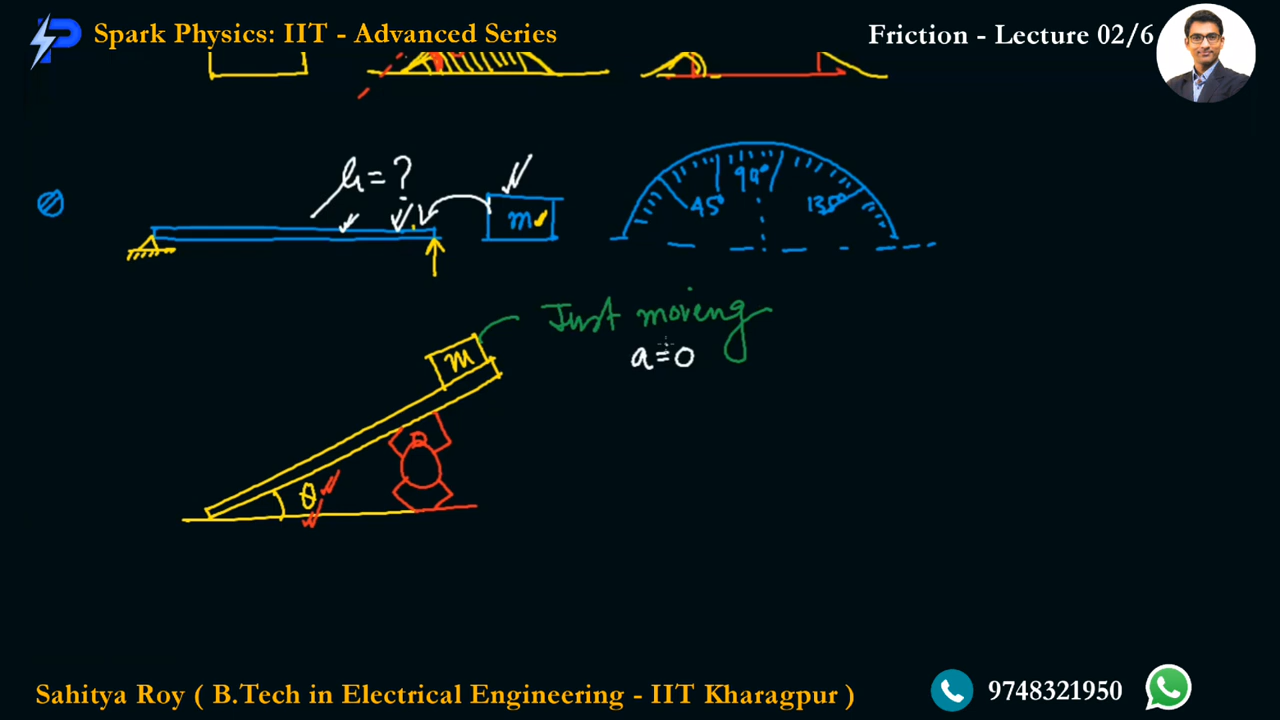 Spark Physics: IIT - Advanced Series
Friction - Lecture 02/6
μ = ?
m
45°
90°
135°
Just moving
a = 0
m
θ
Sahitya Roy ( B.Tech in Electrical Engineering - IIT Kharagpur )
9748321950